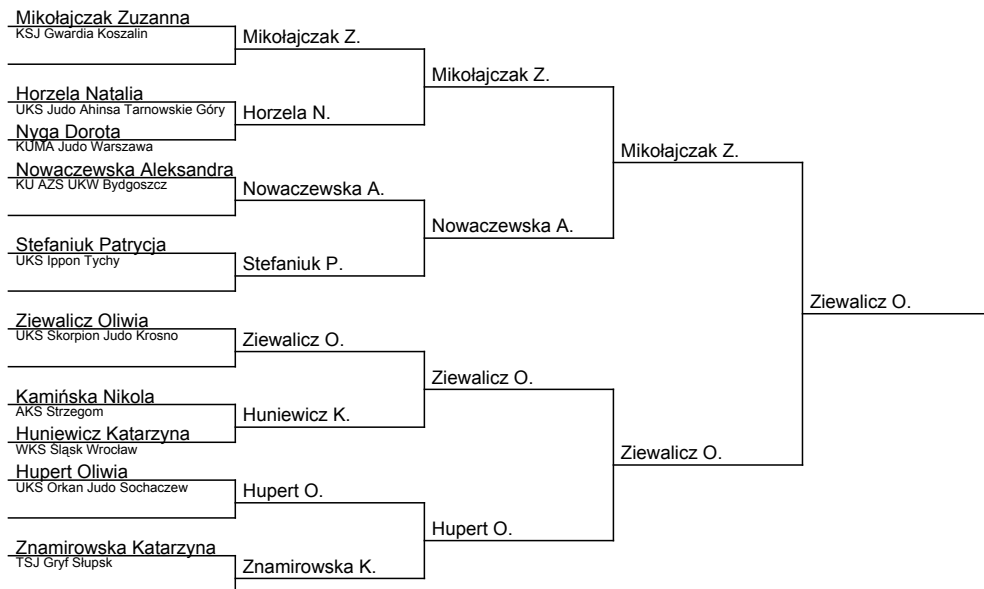 Mikołajczak Zuzanna
KSJ Gwardia Koszalin
Mikołajczak Z.
Mikołajczak Z.
Horzela Natalia
UKS Judo Ahinsa Tarnowskie Góry
Horzela N.
Nyga Dorota
KUMA Judo Warszawa
Mikołajczak Z.
Nowaczewska Aleksandra
KU AZS UKW Bydgoszcz
Nowaczewska A.
Nowaczewska A.
Stefaniuk Patrycja
UKS Ippon Tychy
Stefaniuk P.
Ziewalicz O.
Ziewalicz Oliwia
UKS Skorpion Judo Krosno
Ziewalicz O.
Ziewalicz O.
Kamińska Nikola
AKS Strzegom
Huniewicz K.
Huniewicz Katarzyna
WKS Śląsk Wrocław
Ziewalicz O.
Hupert Oliwia
UKS Orkan Judo Sochaczew
Hupert O.
Hupert O.
Znamirowska Katarzyna
TSJ Gryf Słupsk
Znamirowska K.